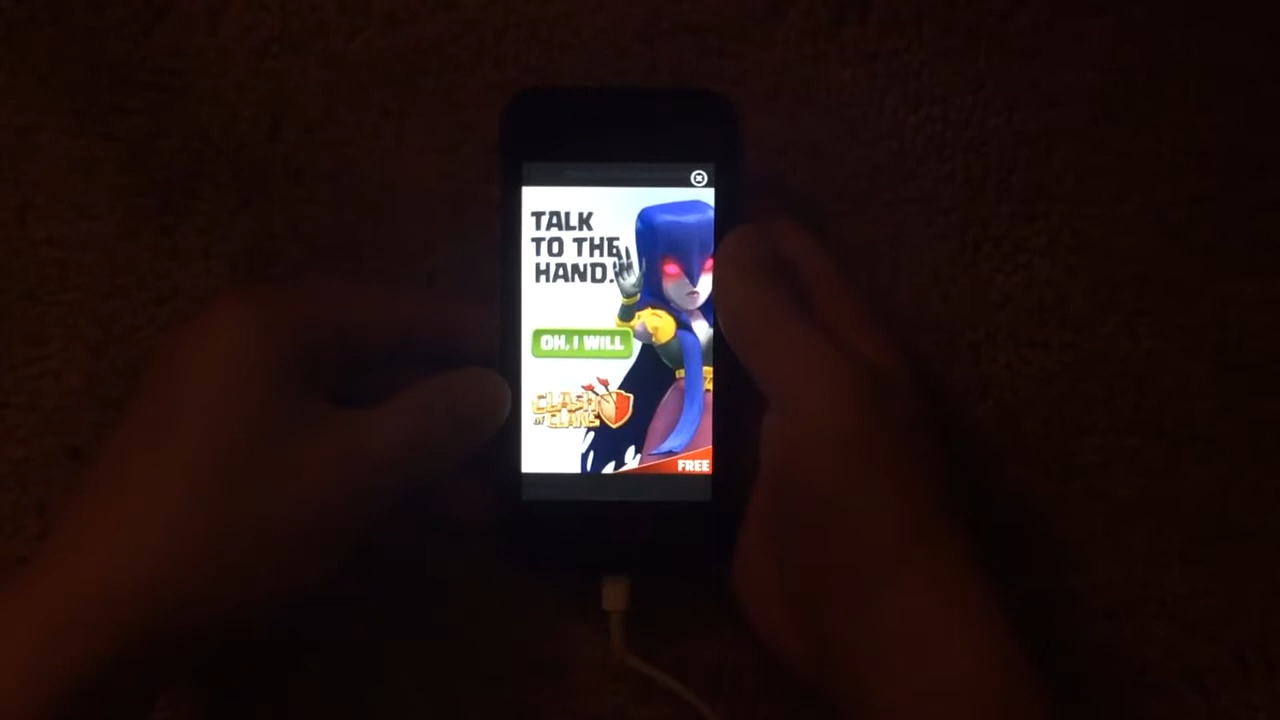 TALK
TO THE
HAND.
OH, I WILL
CLASH
OF CLANS
FREE